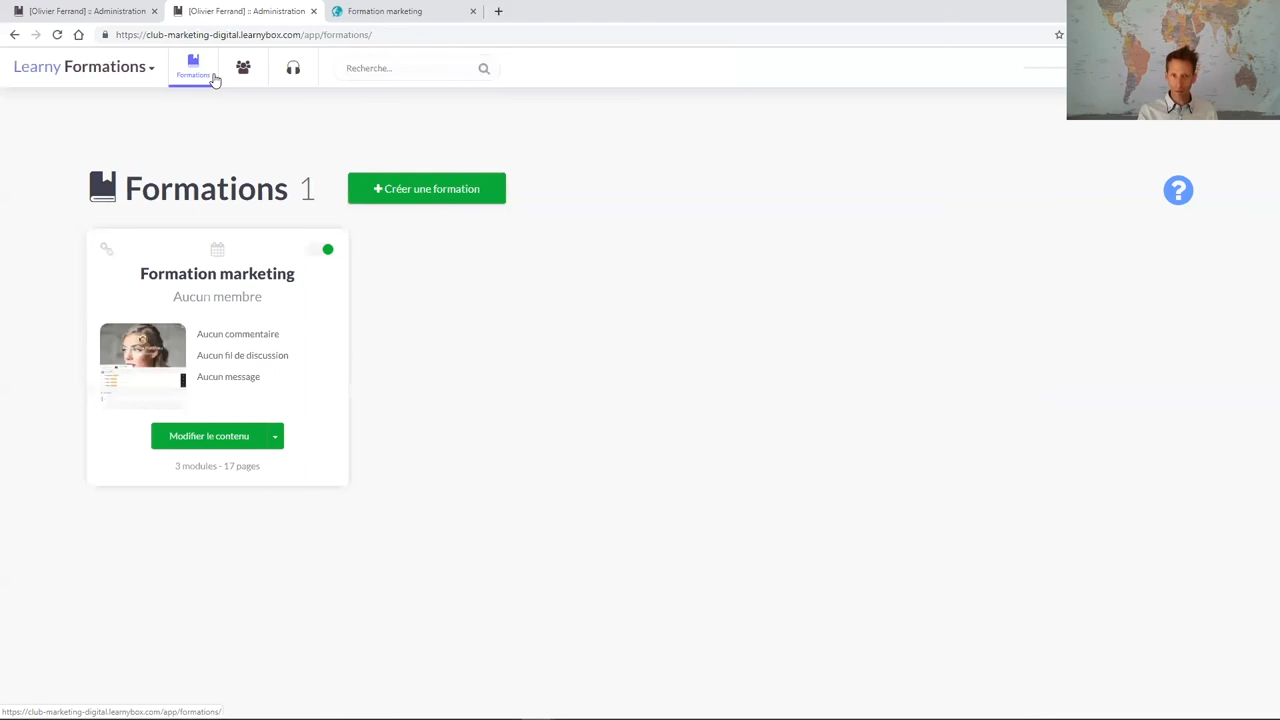 [Olivier Ferrand] :: Administration
[Olivier Ferrand] :: Administration
Formation marketing
https://club-marketing-digital.learnybox.com/app/formations/
Learny Formations
Formations
Recherche...
Formations 1
+ Créer une formation
?
Formation marketing
Aucun membre
Aucun commentaire
Aucun fil de discussion
Aucun message
Modifier le contenu
3 modules - 17 pages
https://club-marketing-digital.learnybox.com/app/formations/